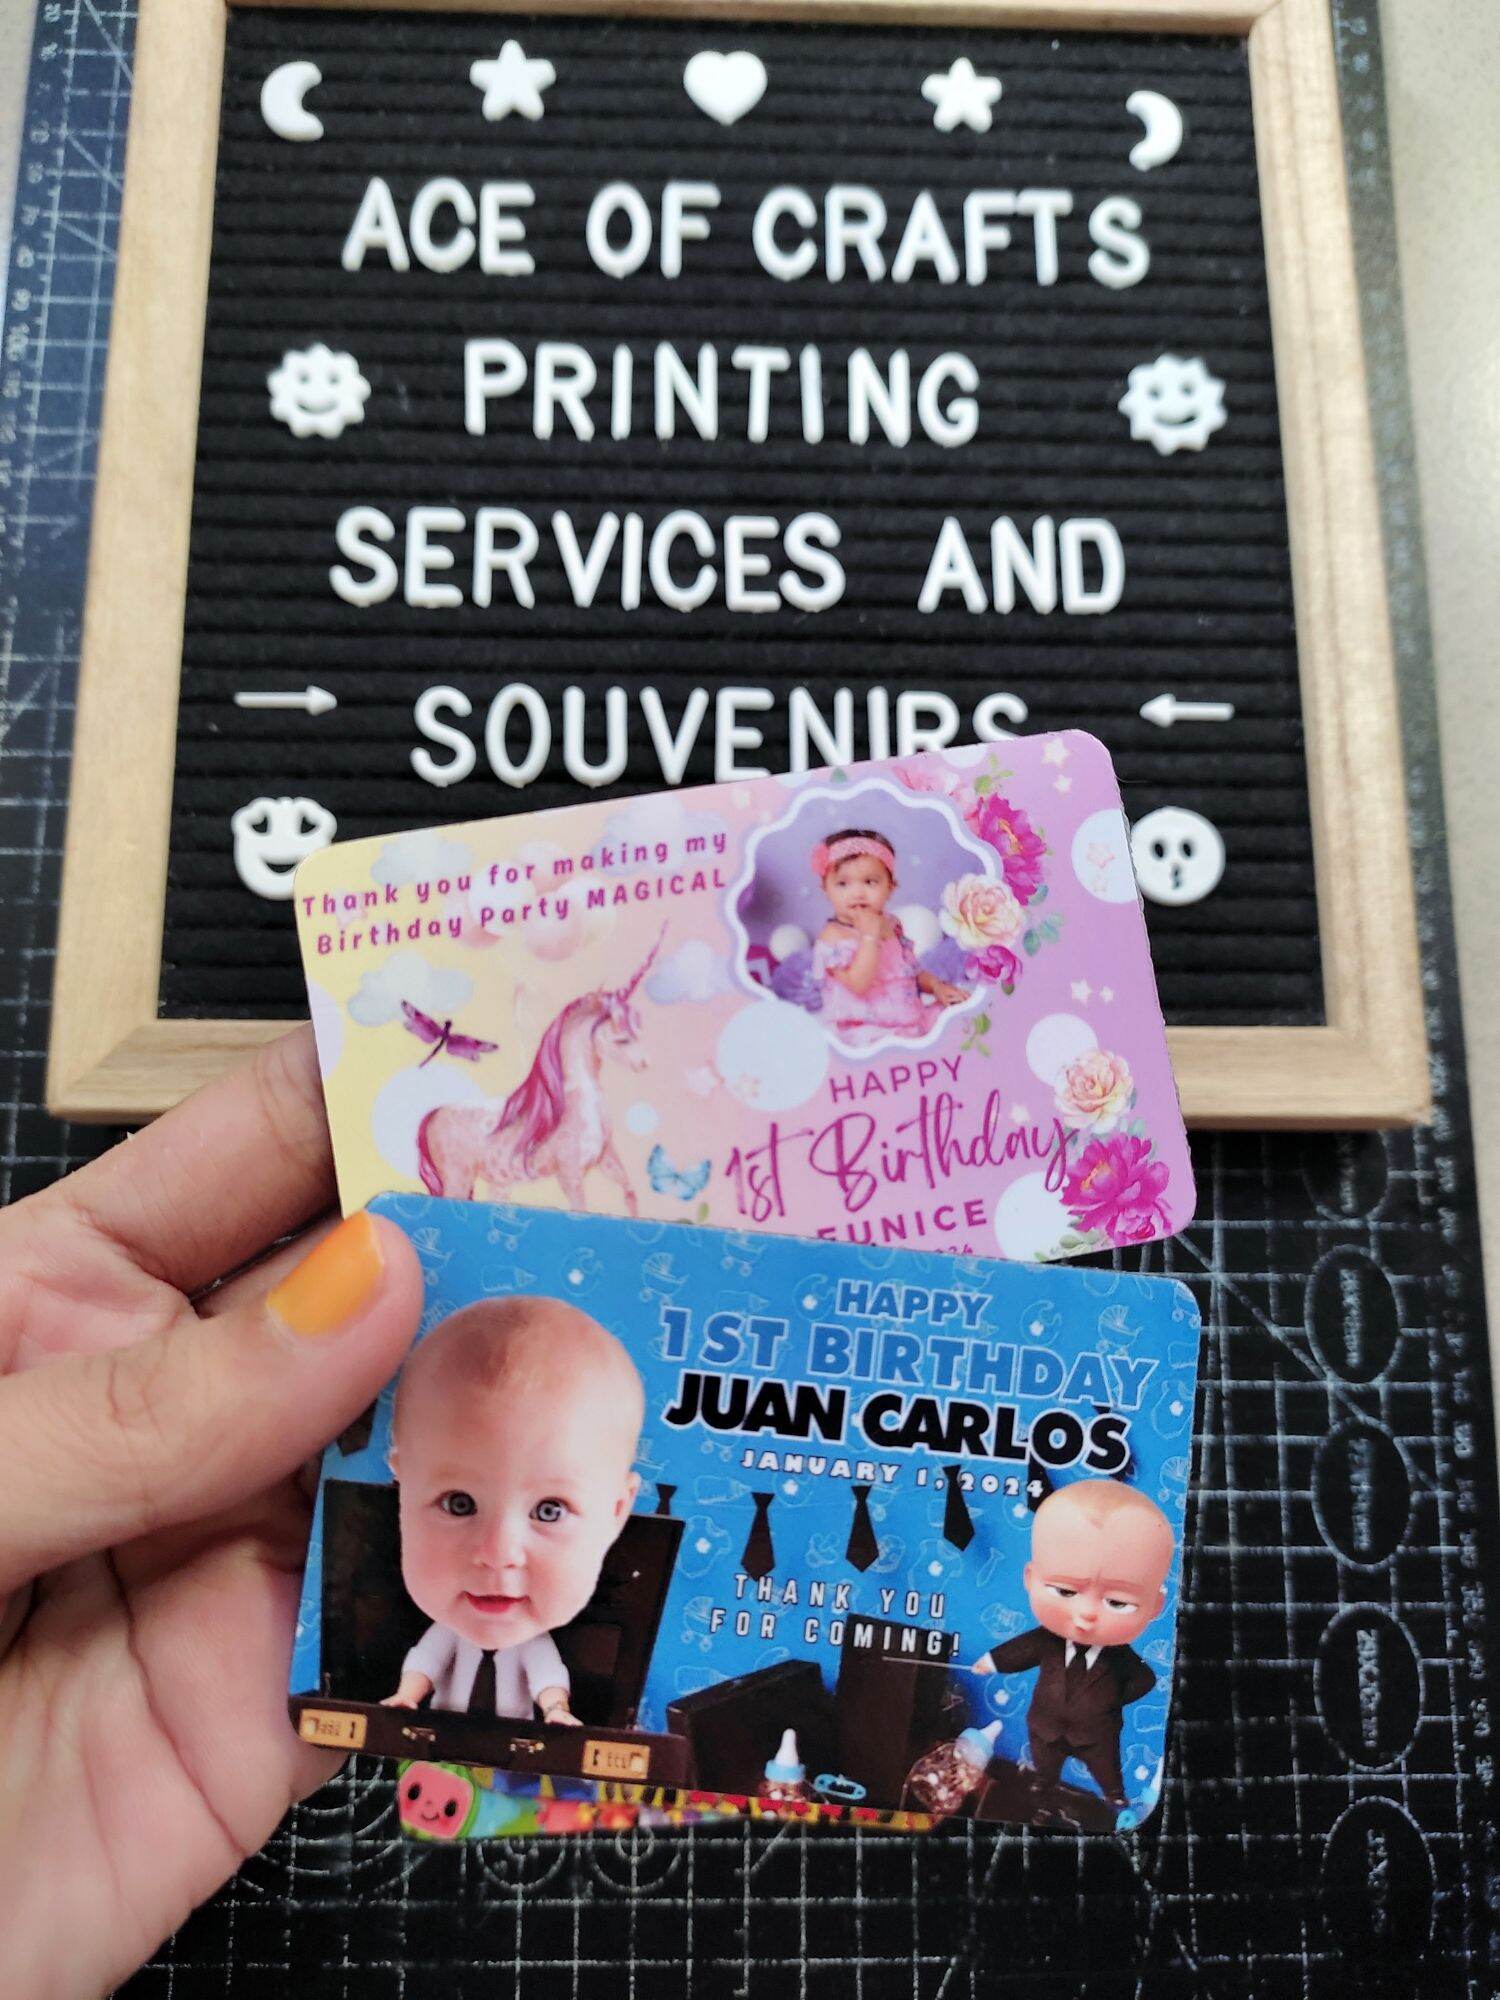 ACE OF CRAFTS
PRINTING
SERVICES AND
SOUVENIRS
Thank you for making my
Birthday Party MAGICAL
HAPPY
1st Birthday
EUNICE
HAPPY
1ST BIRTHDAY
JUAN CARLOS
JANUARY 1, 2024
THANK YOU
FOR COMING!